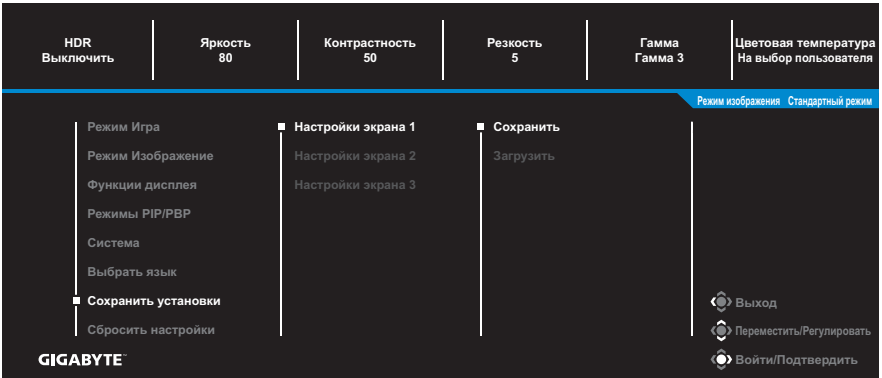 HDR
Выключить
Яркость
80
Контрастность
50
Резкость
5
Гамма
Гамма 3
Цветовая температура
На выбор пользователя
Режим изображения Стандартный режим
Режим Игра
Режим Изображение
Функции дисплея
Режимы PIP/PBP
Система
Выбрать язык
Сохранить установки
Сбросить настройки
Настройки экрана 1
Настройки экрана 2
Настройки экрана 3
Сохранить
Загрузить
Выход
Переместить/Регулировать
Войти/Подтвердить
GIGABYTE™